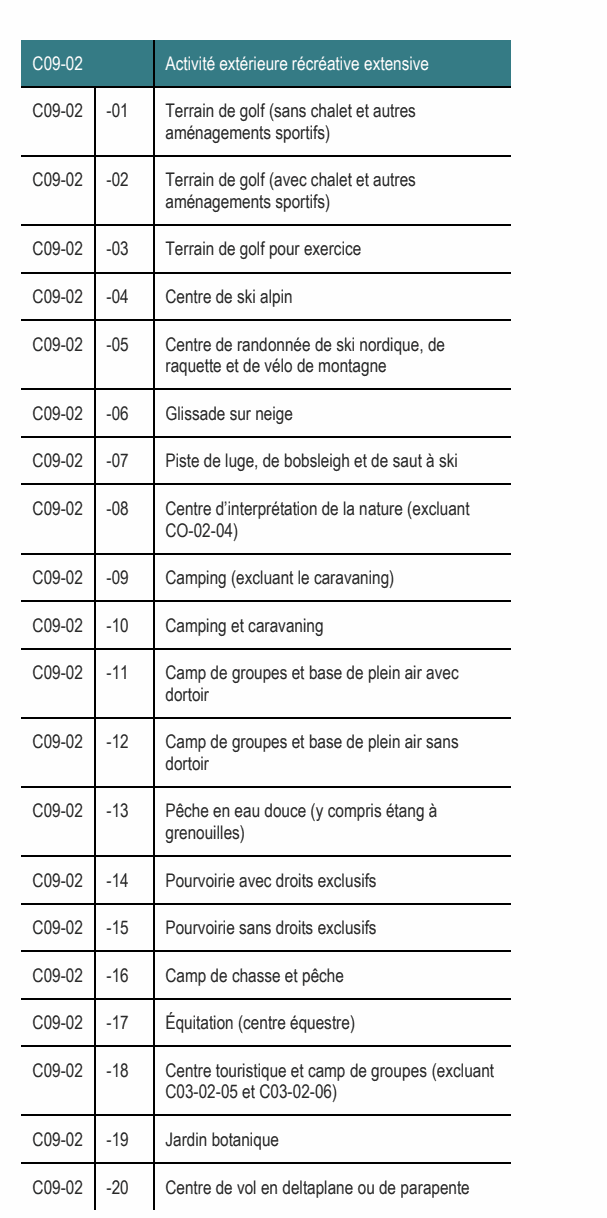 C09-02 Activité extérieure récréative extensive
C09-02 -01 Terrain de golf (sans chalet et autres
aménagements sportifs)
C09-02 -02 Terrain de golf (avec chalet et autres
aménagements sportifs)
C09-02 -03 Terrain de golf pour exercice
C09-02 -04 Centre de ski alpin
C09-02 -05 Centre de randonnée de ski nordique, de
raquette et de vélo de montagne
C09-02 -06 Glissade sur neige
C09-02 -07 Piste de luge, de bobsleigh et de saut à ski
C09-02 -08 Centre d'interprétation de la nature (excluant
CO-02-04)
C09-02 -09 Camping (excluant le caravaning)
C09-02 -10 Camping et caravaning
C09-02 -11 Camp de groupes et base de plein air avec
dortoir
C09-02 -12 Camp de groupes et base de plein air sans
dortoir
C09-02 -13 Pêche en eau douce (y compris étang à
grenouilles)
C09-02 -14 Pourvoirie avec droits exclusifs
C09-02 -15 Pourvoirie sans droits exclusifs
C09-02 -16 Camp de chasse et pêche
C09-02 -17 Équitation (centre équestre)
C09-02 -18 Centre touristique et camp de groupes (excluant
C03-02-05 et C03-02-06)
C09-02 -19 Jardin botanique
C09-02 -20 Centre de vol en deltaplane ou de parapente